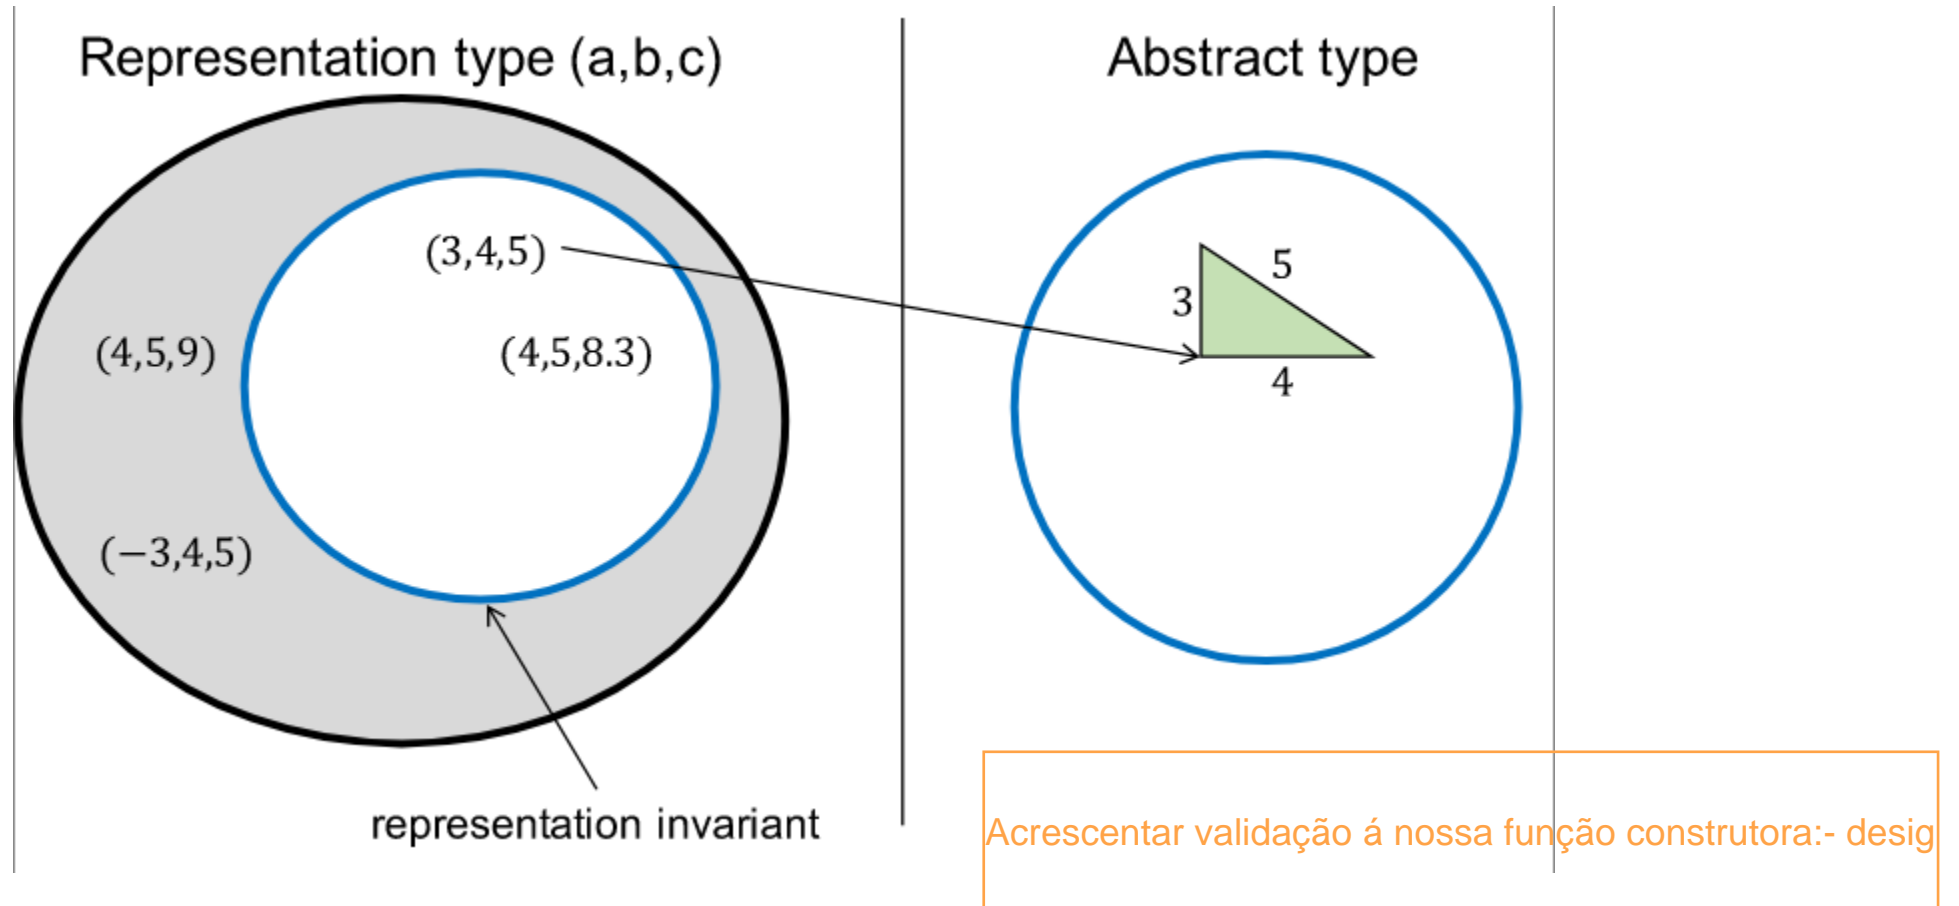 Representation type (a,b,c)
Abstract type
(3,4,5)
(4,5,9)
(4,5,8.3)
(−3,4,5)
representation invariant
5
3
4
Acrescentar validação á nossa função construtora:- desig